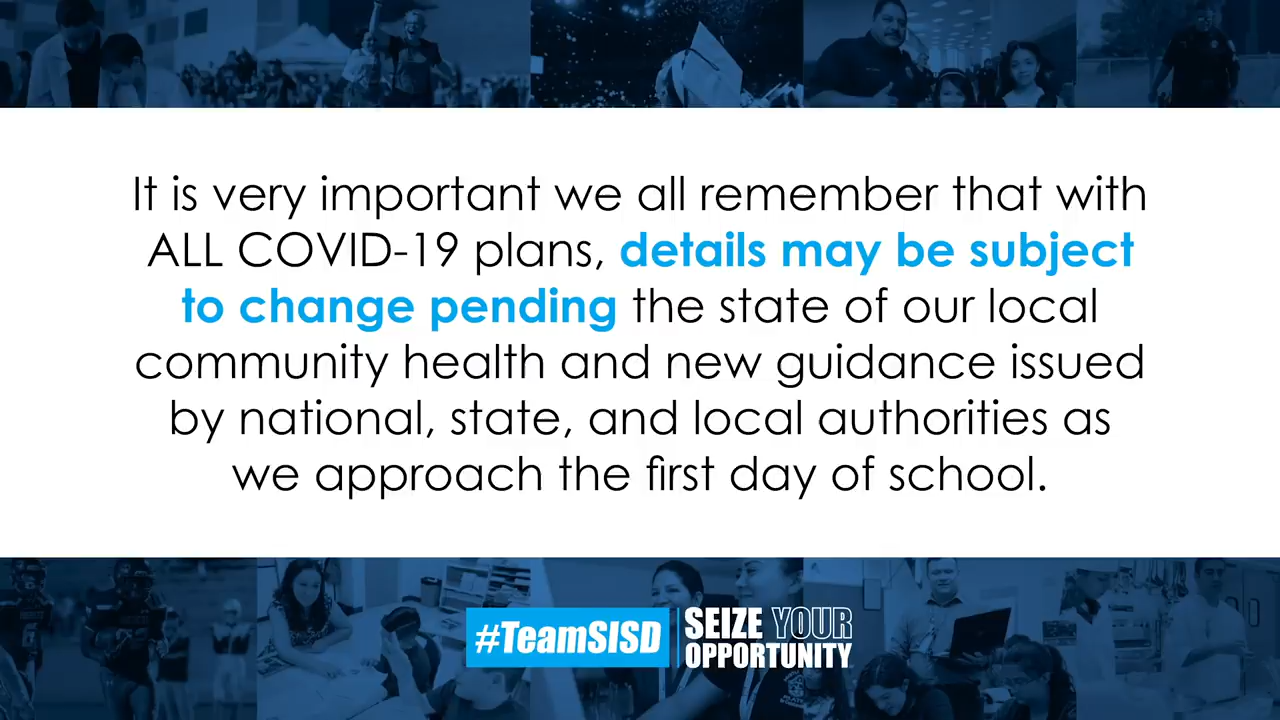 It is very important we all remember that with
ALL COVID-19 plans, details may be subject
to change pending the state of our local
community health and new guidance issued
by national, state, and local authorities as
we approach the first day of school.
#TeamSISD
SEIZE YOUR
OPPORTUNITY